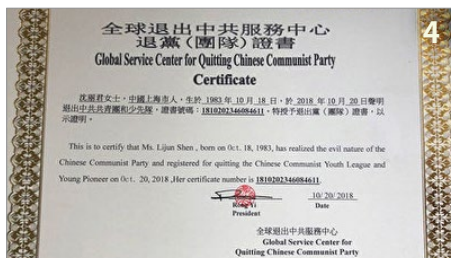 4
全球退出中共服務中心
退黨(團隊)證書
Global Service Center for Quitting Chinese Communist Party
Certificate
沈丽君女士,中國上海市人,生於 1983 年 10 月 18 日,於 2018 年 10 月 20 日聲明
退出中共共青團和少先隊,證書號碼:1810202346084611。特授予退出黨(團隊)證書,以
示證明。
This is to certify that Ms. Lijun Shen , born on Oct. 18, 1983, has realized the evil nature of the
Chinese Communist Party and registered for quitting the Chinese Communist Youth League and
Young Pioneer on Oct. 20, 2018 .Her certificate number is 1810202346084611.
Rong Yi
President
10/ 20/ 2018
Date
全球退出中共服務中心
Global Service Center for
Quitting Chinese Communist Party